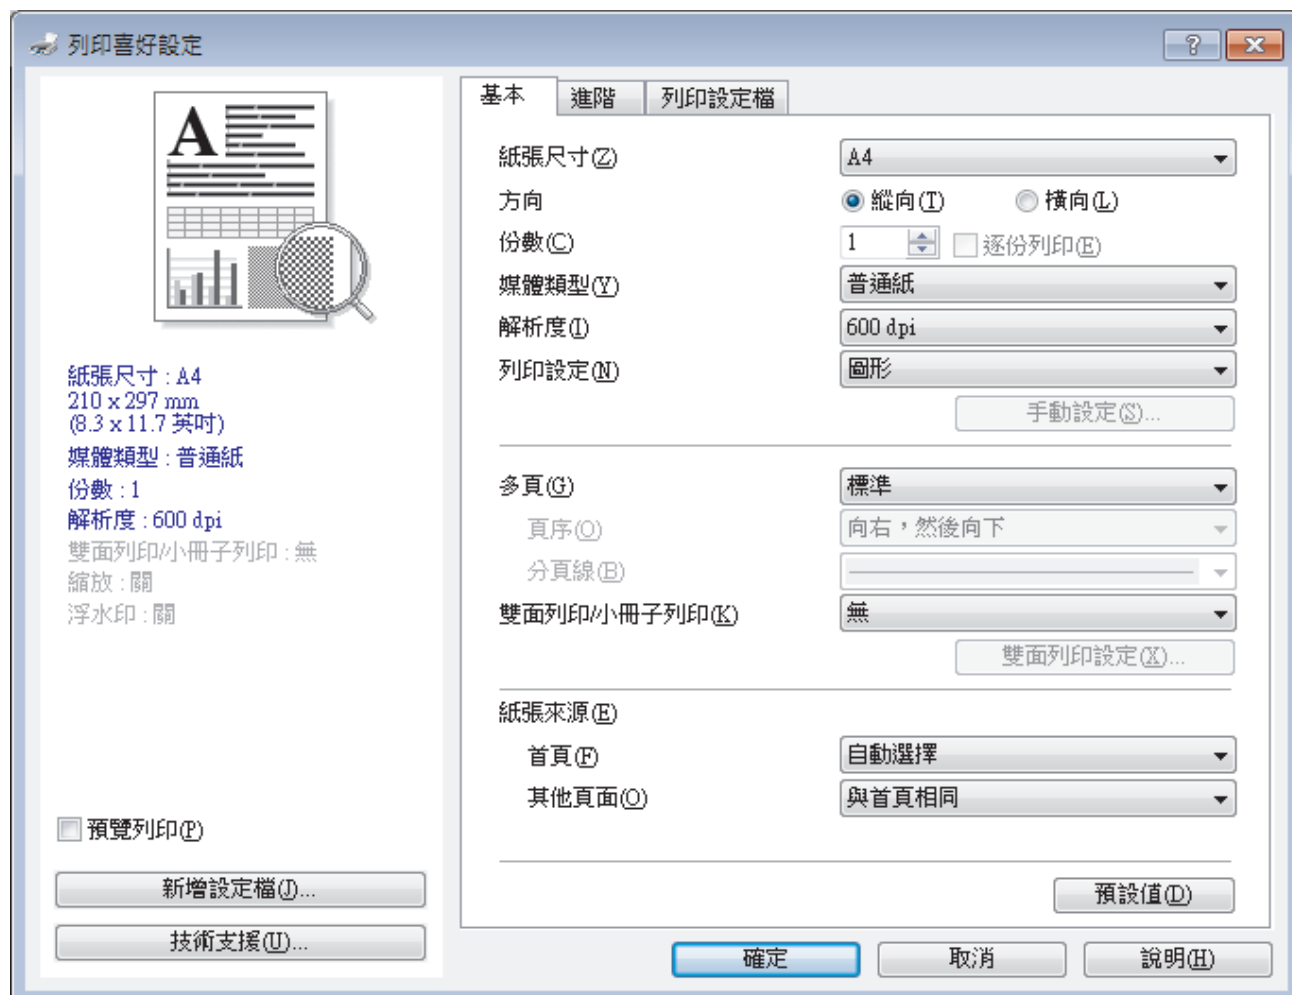 列印喜好設定
A
紙張尺寸 : A4
210 x 297 mm
(8.3 x 11.7 英吋)
媒體類型 : 普通紙
份數 : 1
解析度 : 600 dpi
雙面列印/小冊子列印 : 無
縮放 : 關
浮水印 : 關
預覽列印(P)
新增設定檔(J)...
技術支援(U)...
基本 進階 列印設定檔
紙張尺寸(Z) A4
方向 縱向(T) 橫向(L)
份數(C) 1 逐份列印(E)
媒體類型(Y) 普通紙
解析度(I) 600 dpi
列印設定(N) 圖形
手動設定(S)...
多頁(G) 標準
頁序(O) 向右，然後向下
分頁線(B)
雙面列印/小冊子列印(K) 無
雙面列印設定(X)...
紙張來源(E)
首頁(F) 自動選擇
其他頁面(O) 與首頁相同
預設值(D)
確定 取消 說明(H)